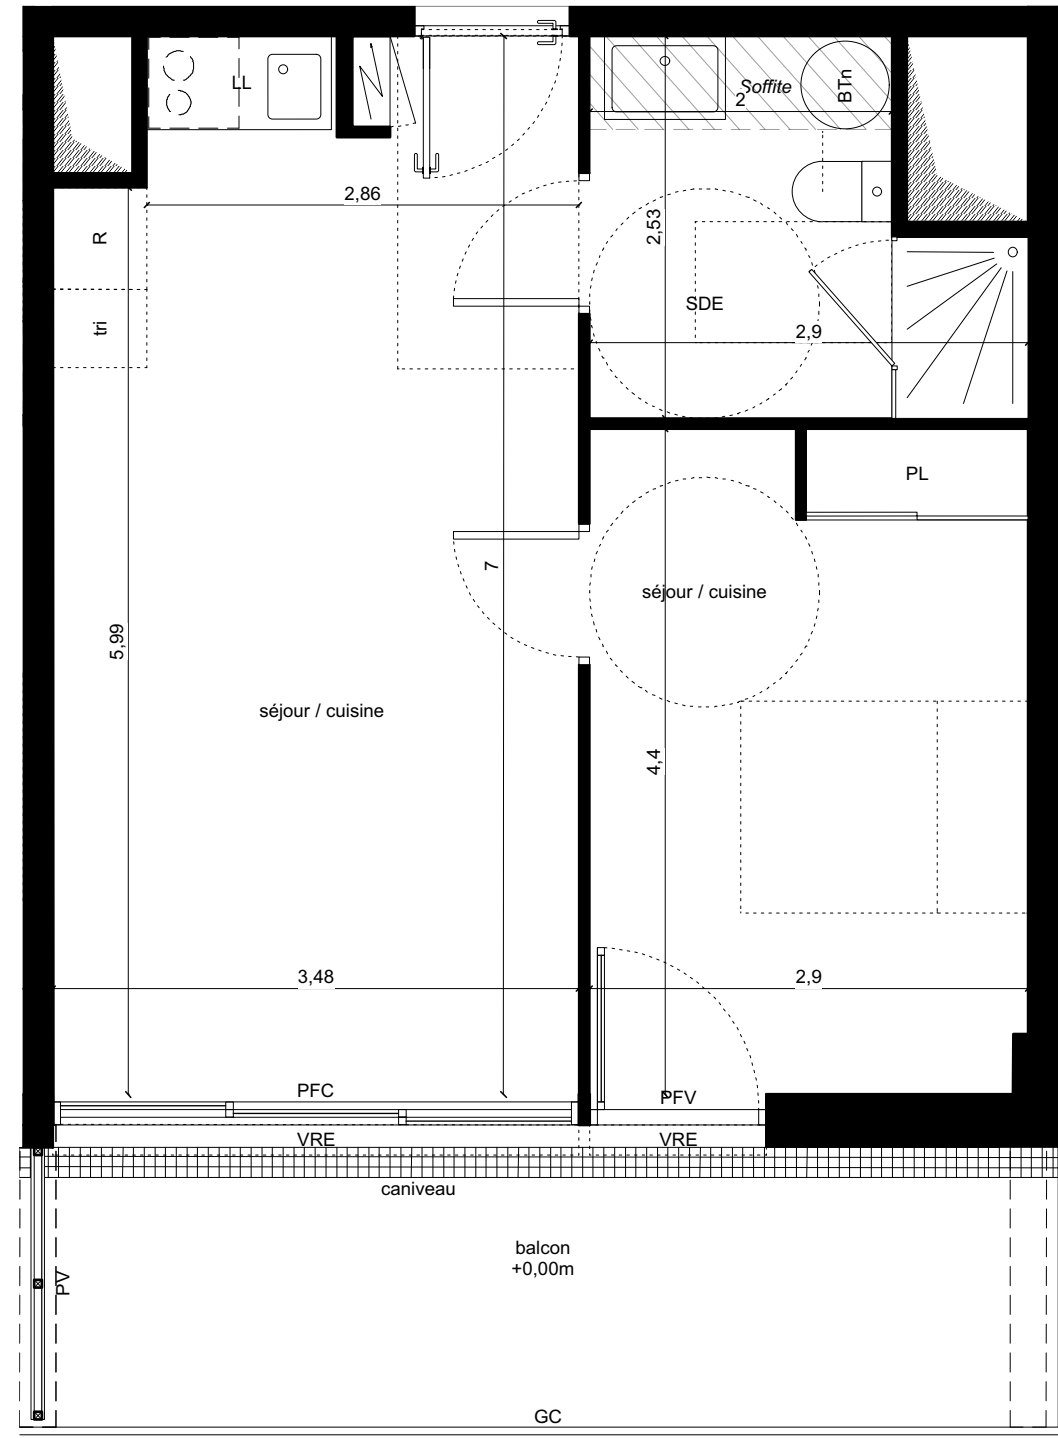 LL
Soffite
2
BTn
2,86
R
2,53
tri
SDE
2,9
PL
7
séjour / cuisine
5,99
séjour / cuisine
4,4
3,48
2,9
PFC
PFV
VRE
VRE
caniveau
balcon
+0,00m
PV
GC